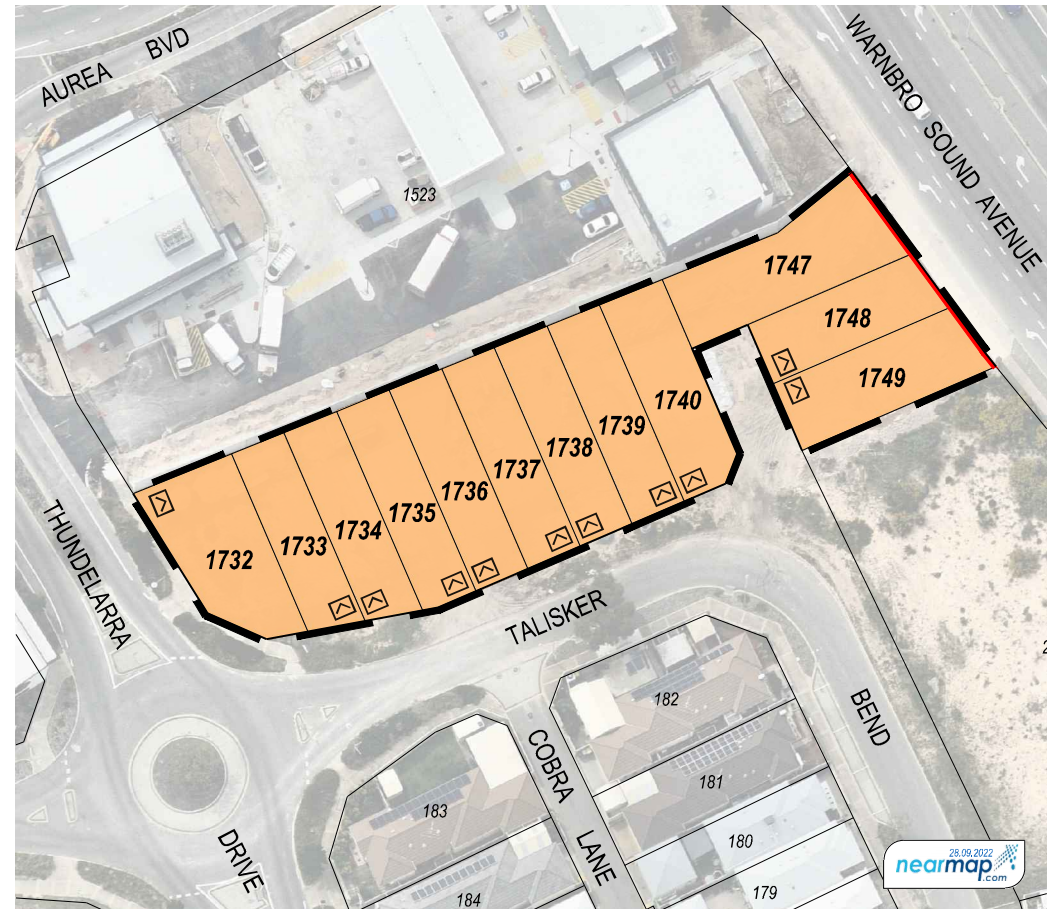 AUREA BVD
WARNBRO SOUND AVENUE
1523
1747
1748
1749
1740
1739
1738
1737
1736
1735
1734
1733
1732
THUNDELARRA
DRIVE
TALISKER
BEND
COBRA
LANE
182
181
180
179
183
184
28.09.2022
nearmap
.com